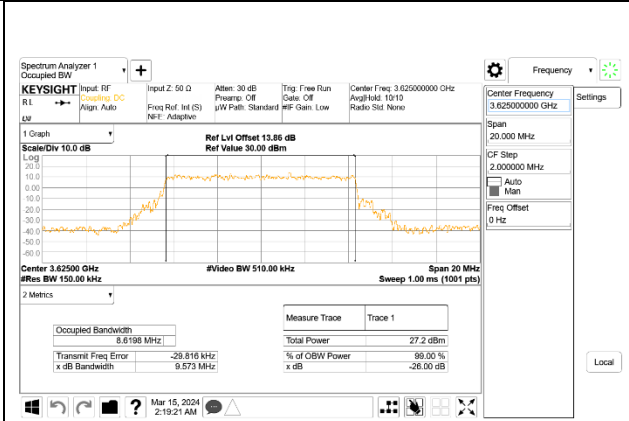 Spectrum Analyzer 1
Occupied BW
Frequency
KEYSIGHT
RL
Input: RF
Coupling: DC
Align: Auto
Input Z: 50 Ω
Freq Ref: Int (S)
NFE: Adaptive
Atten: 30 dB
Preamp: Off
µW Path: Standard
Trig: Free Run
Gate: Off
#IF Gain: Low
Center Freq: 3.625000000 GHz
Avg|Hold: 10/10
Radio Std: None
Center Frequency
3.625000000 GHz
Settings
Span
20.000 MHz
CF Step
2.000000 MHz
Auto
Man
Freq Offset
0 Hz
1 Graph
Scale/Div 10.0 dB
Ref Lvl Offset 13.86 dB
Ref Value 30.00 dBm
Log
20.0
10.0
0.00
-10.0
-20.0
-30.0
-40.0
-50.0
-60.0
Center 3.62500 GHz
#Video BW 510.00 kHz
Span 20 MHz
#Res BW 150.00 kHz
Sweep 1.00 ms (1001 pts)
2 Metrics
Occupied Bandwidth
8.6198 MHz
Transmit Freq Error -29.816 kHz
x dB Bandwidth 9.573 MHz
Measure Trace Trace 1
Total Power 27.2 dBm
% of OBW Power 99.00 %
x dB -26.00 dB
Local
Mar 15, 2024
2:19:21 AM